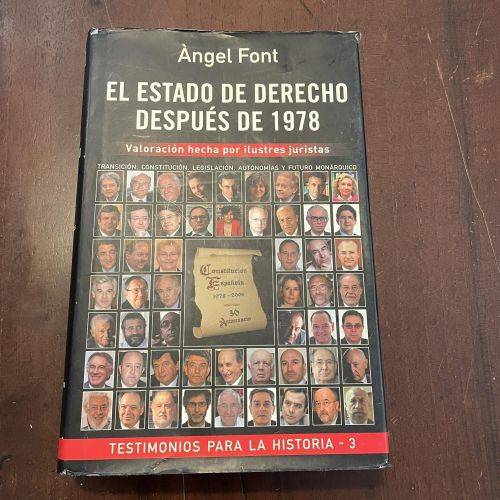 Àngel Font
EL ESTADO DE DERECHO
DESPUÉS DE 1978
Valoración hecha por ilustres juristas
TRANSICIÓN, CONSTITUCIÓN, LEGISLACIÓN, AUTONOMÍAS Y FUTURO MONÁRQUICO
Constitución
Española
1978 - 2008
30
Aniversario
TESTIMONIOS PARA LA HISTORIA - 3